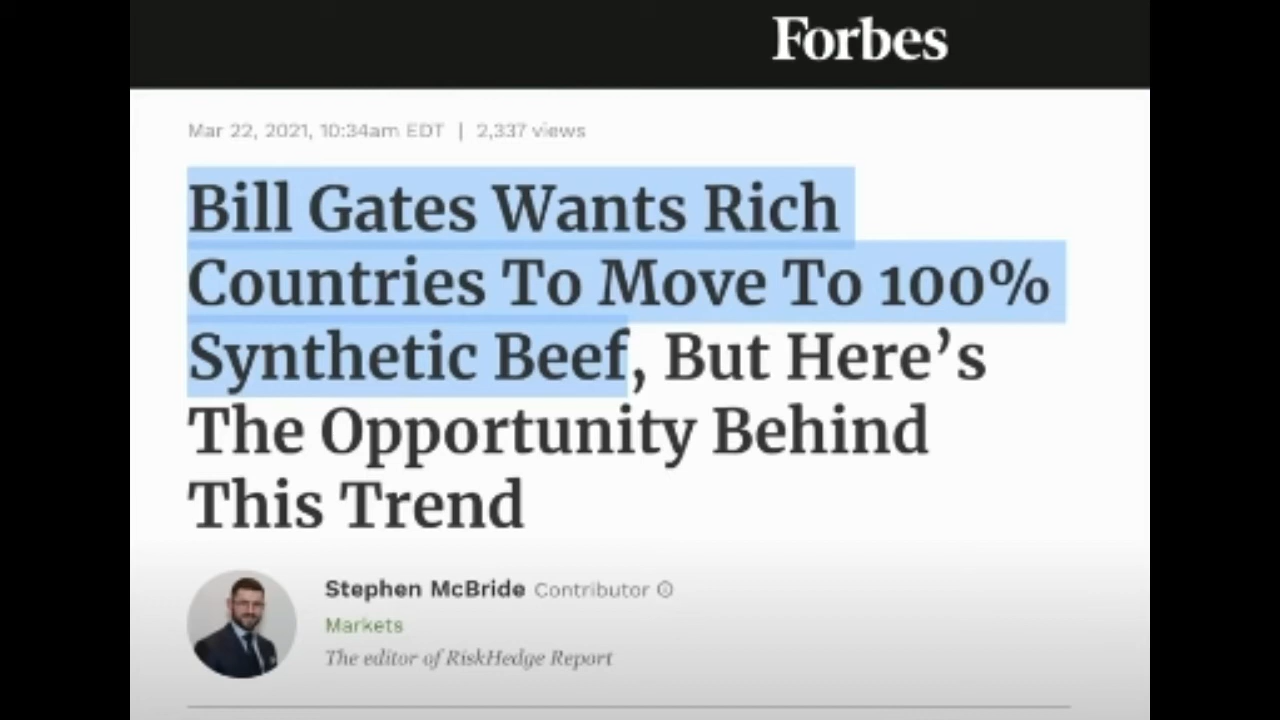 Forbes
Mar 22, 2021, 10:34am EDT | 2,337 views
Bill Gates Wants Rich
Countries To Move To 100%
Synthetic Beef, But Here’s
The Opportunity Behind
This Trend
Stephen McBride Contributor
Markets
The editor of RiskHedge Report